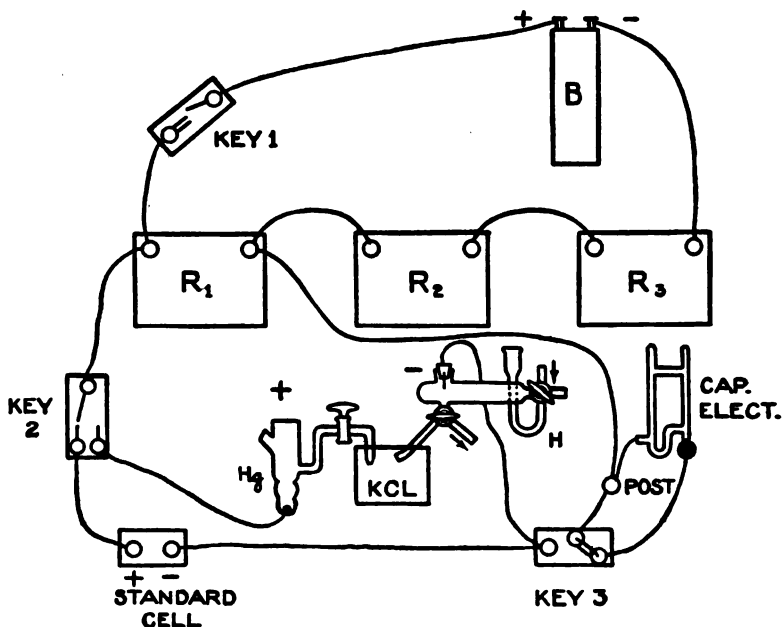 + -
B
KEY 1
R1
R2
R3
KEY
2
+
-
Hg
KCL
H
CAP.
ELECT.
POST
+ -
STANDARD
CELL
KEY 3